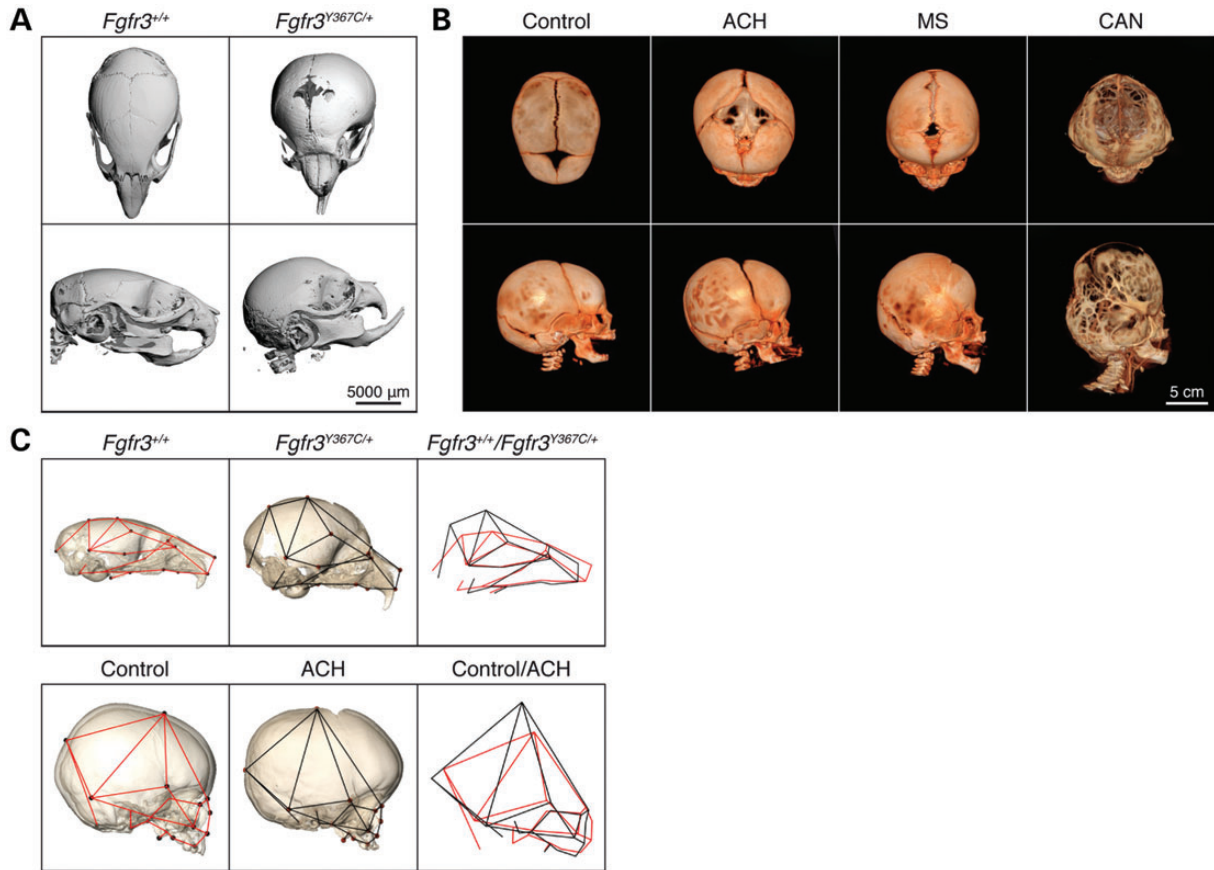 A
Fgfr3+/+
Fgfr3Y367C/+
5000 µm
B
Control
ACH
MS
CAN
5 cm
C
Fgfr3+/+
Fgfr3Y367C/+
Fgfr3+/+/Fgfr3Y367C/+
Control
ACH
Control/ACH